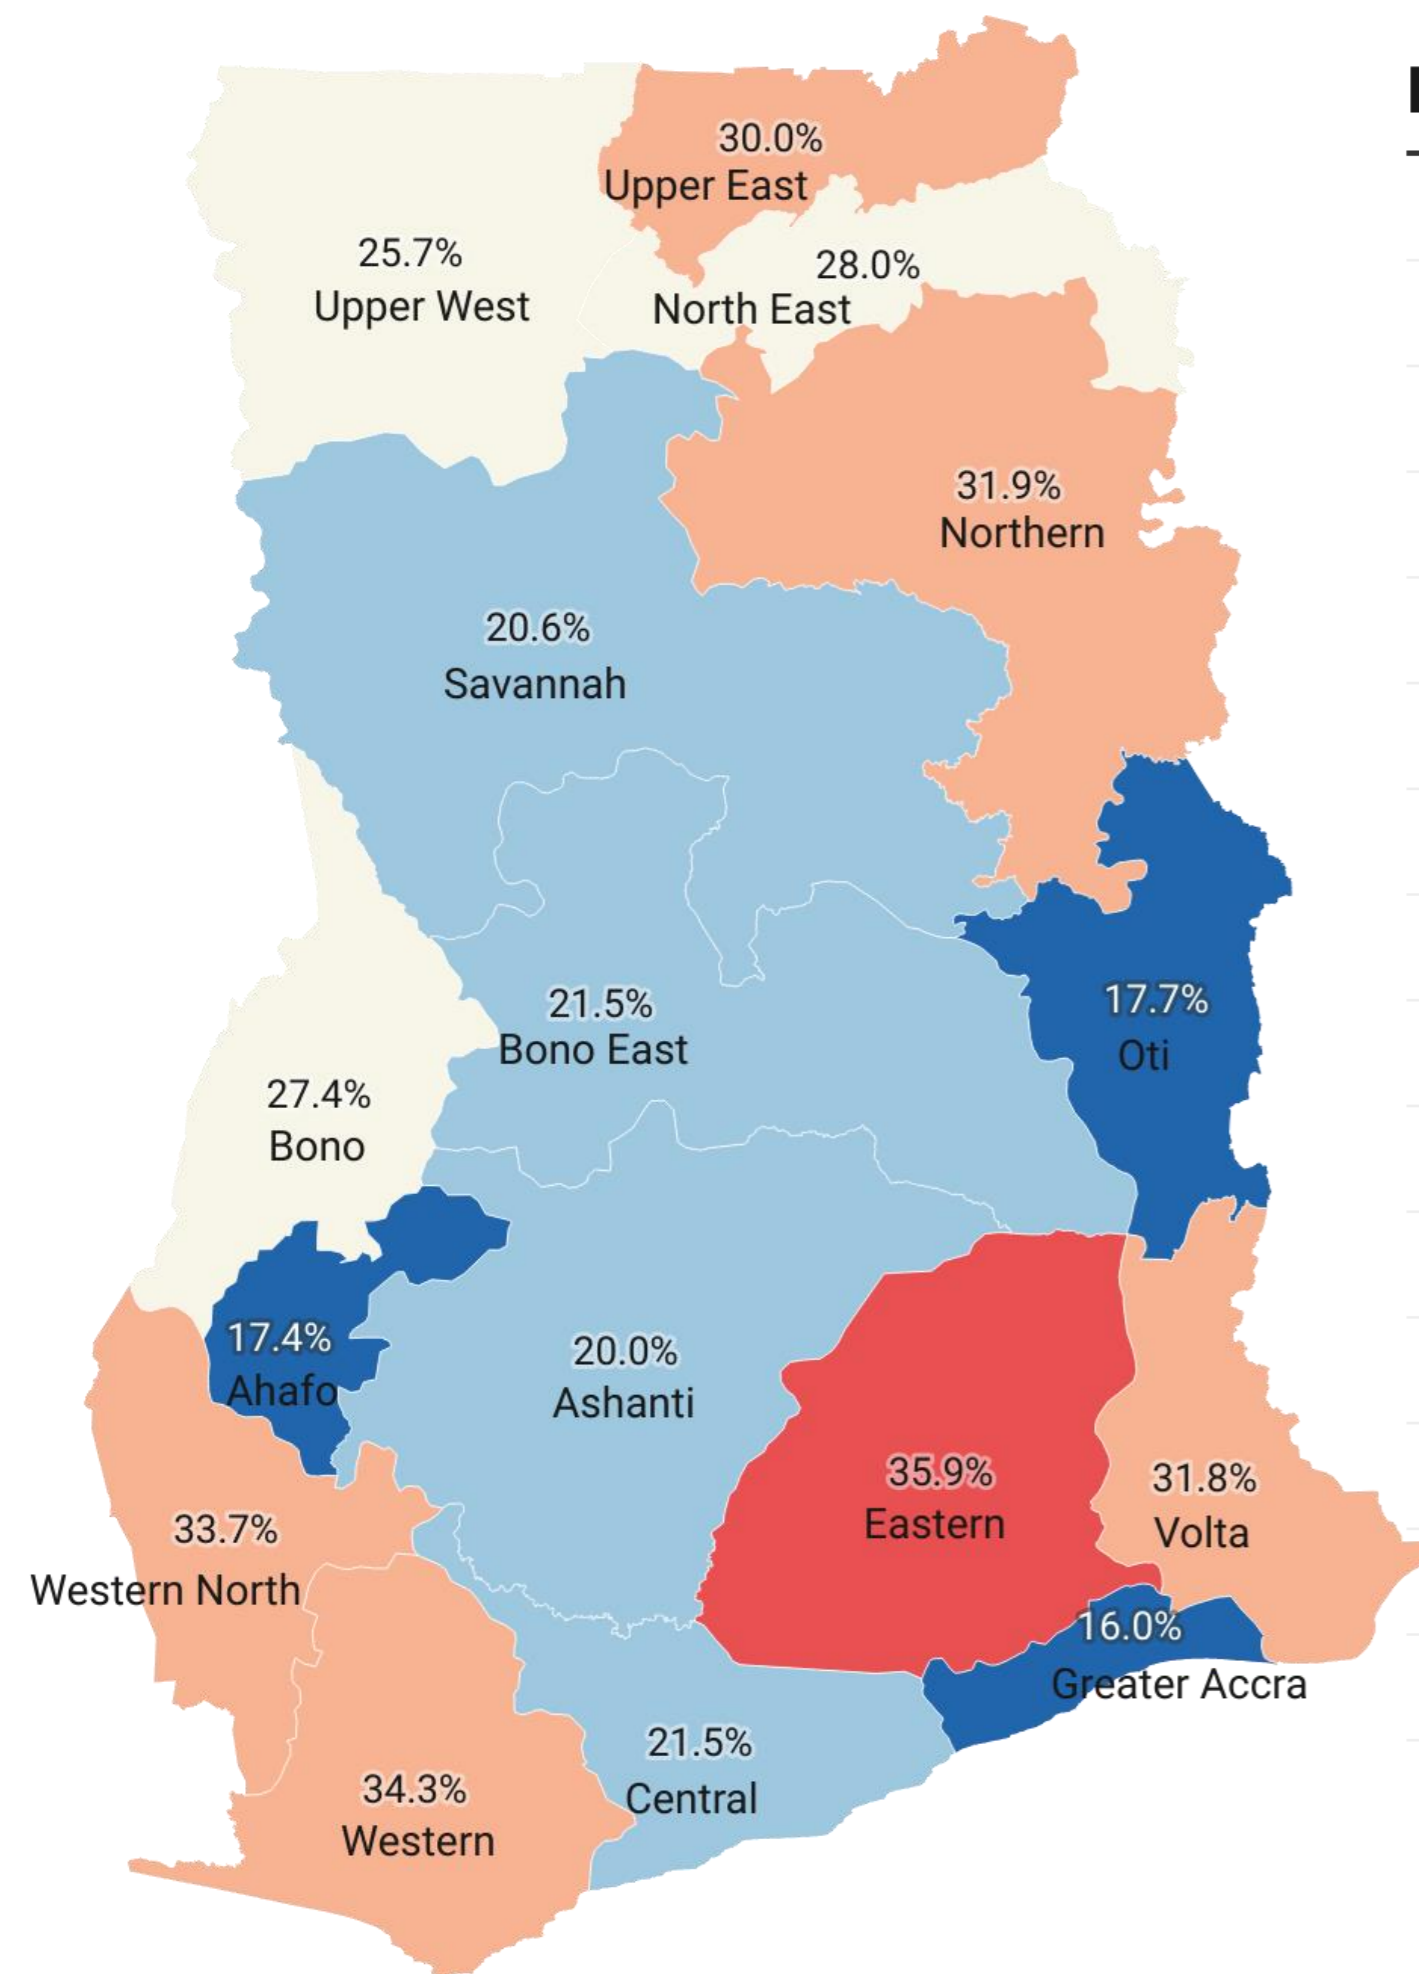 30.0%
Upper East
25.7%
Upper West
28.0%
North East
31.9%
Northern
20.6%
Savannah
21.5%
Bono East
17.7%
Oti
27.4%
Bono
17.4%
Ahafo
20.0%
Ashanti
35.9%
Eastern
31.8%
Volta
33.7%
Western North
16.0%
Greater Accra
21.5%
Central
34.3%
Western